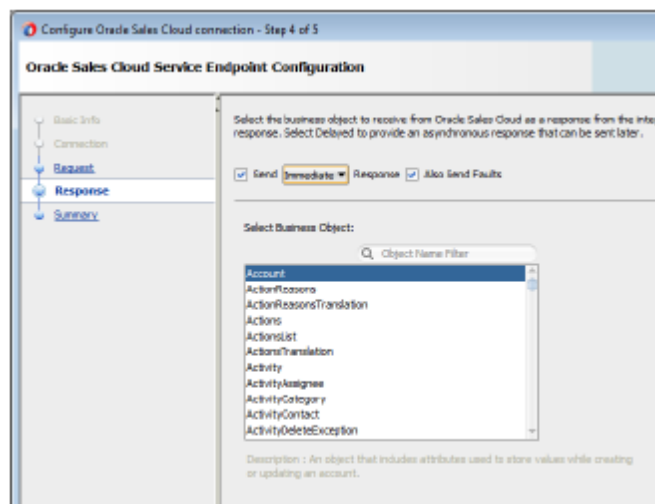 Configure Oracle Sales Cloud connection - Step 4 of 5
Oracle Sales Cloud Service Endpoint Configuration
Basic Info
Connection
Request
Response
Summary
Select the business object to receive from Oracle Sales Cloud as a response from the inte
response. Select Delayed to provide an asynchronous response that can be sent later.
Send Immediate Response Also Send Faults
Select Business Object:
Object Name Filter
Account
ActionReasons
ActionReasonsTranslation
Actions
ActionsList
ActionsTranslation
Activity
ActivityAssignee
ActivityCategory
ActivityContact
ActivityDeleteException
Description : An object that includes attributes used to store values while creating
or updating an account.